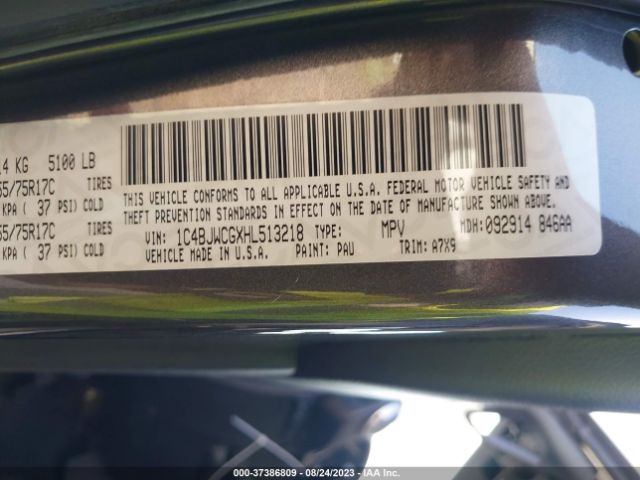 .4 KG 5100 LB
55/75R17C TIRES
KPA ( 37 PSI) COLD
55/75R17C TIRES
KPA ( 37 PSI) COLD
THIS VEHICLE CONFORMS TO ALL APPLICABLE U.S.A. FEDERAL MOTOR VEHICLE SAFETY AND
THEFT PREVENTION STANDARDS IN EFFECT ON THE DATE OF MANUFACTURE SHOWN ABOVE.
VIN: 1C4BJWCGXHL513218 TYPE: MPV MDH: 092914 846AA
VEHICLE MADE IN U.S.A. PAINT: PAU TRIM: A7X9
000-37386809 - 08/24/2023 - IAA Inc.